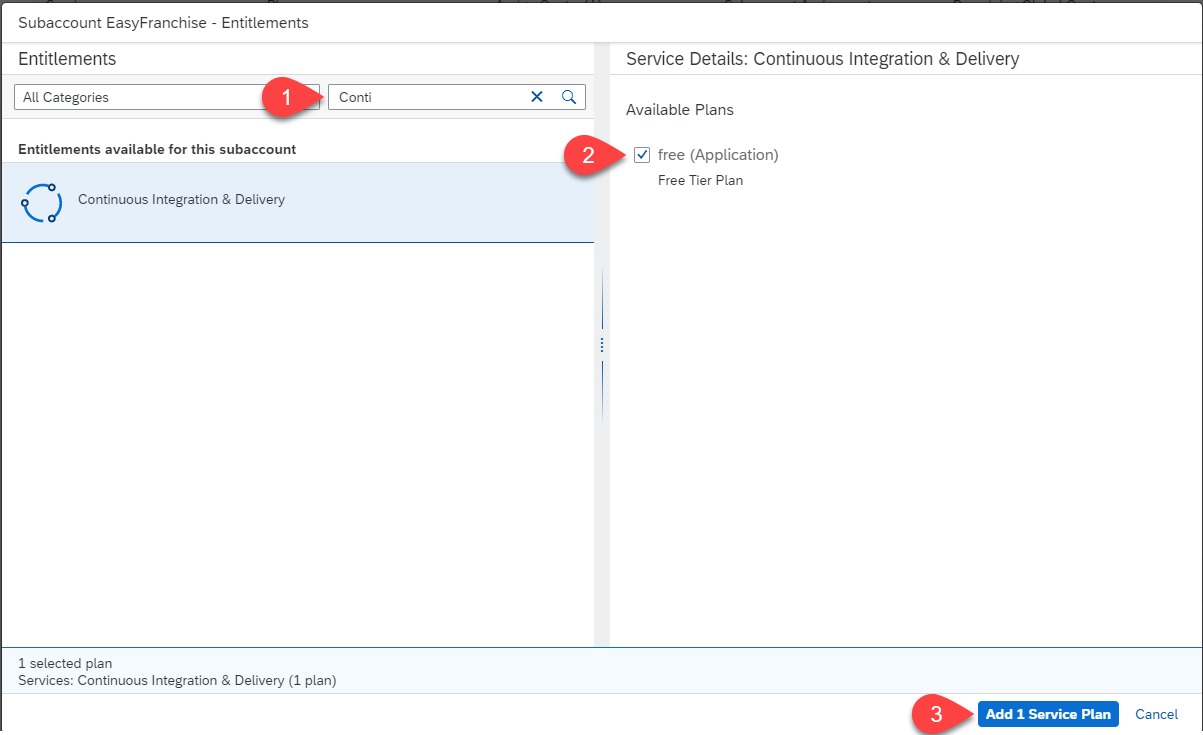 Subaccount EasyFranchise - Entitlements
Entitlements
All Categories
1
Conti
Entitlements available for this subaccount
Continuous Integration & Delivery
Service Details: Continuous Integration & Delivery
Available Plans
2
free (Application)
Free Tier Plan
1 selected plan
Services: Continuous Integration & Delivery (1 plan)
3
Add 1 Service Plan
Cancel